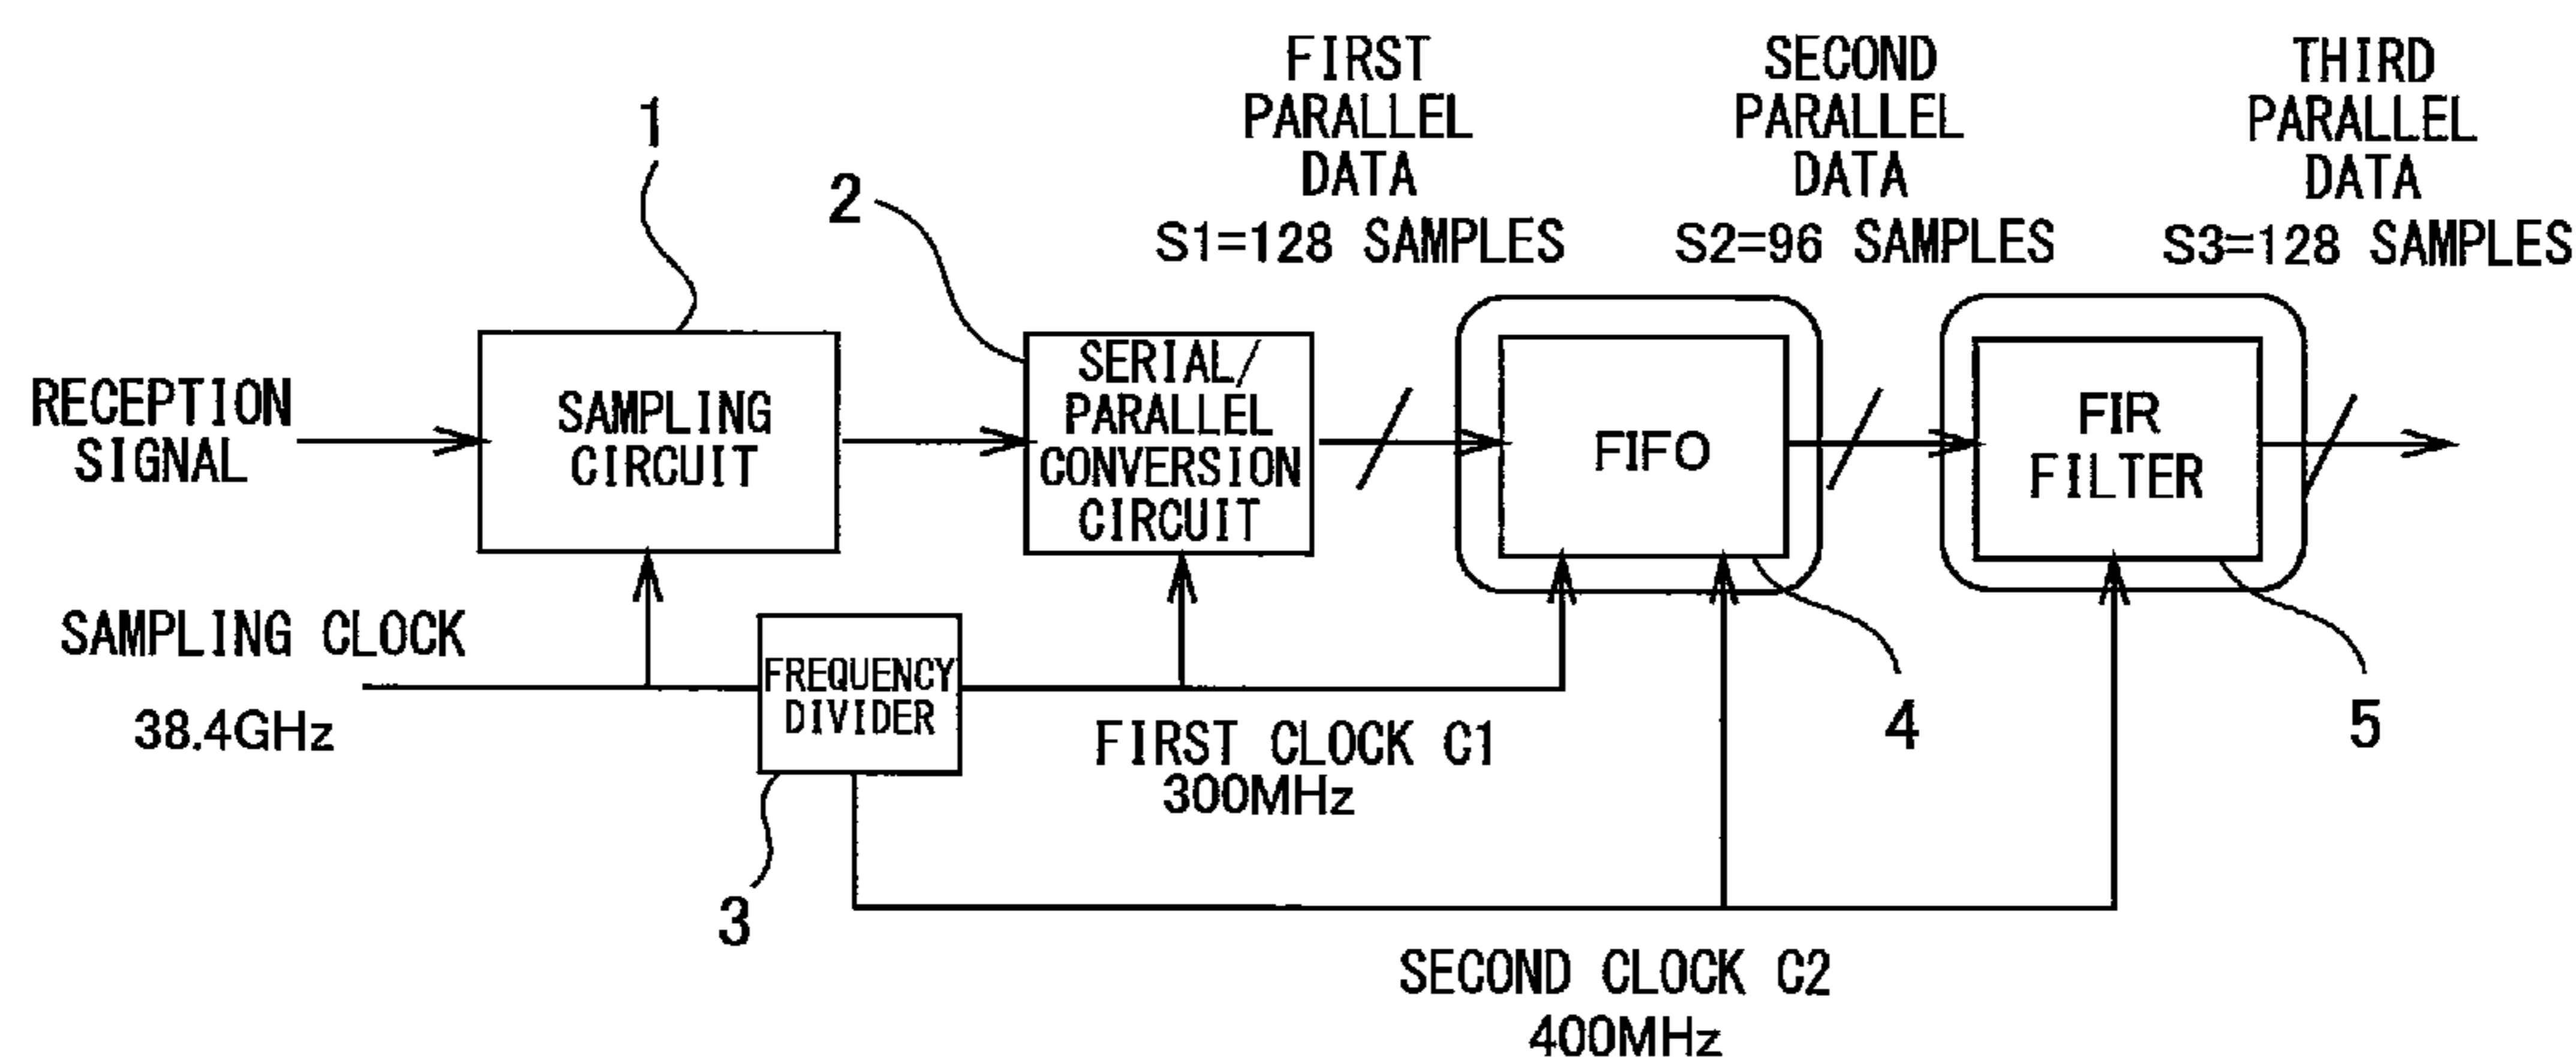 FIRST
PARALLEL
DATA
S1=128 SAMPLES
SECOND
PARALLEL
DATA
S2=96 SAMPLES
THIRD
PARALLEL
DATA
S3=128 SAMPLES
1
2
RECEPTION
SIGNAL
SAMPLING
CIRCUIT
SERIAL/
PARALLEL
CONVERSION
CIRCUIT
FIFO
FIR
FILTER
SAMPLING CLOCK
38.4GHz
FREQUENCY
DIVIDER
FIRST CLOCK C1
300MHz
4
5
3
SECOND CLOCK C2
400MHz